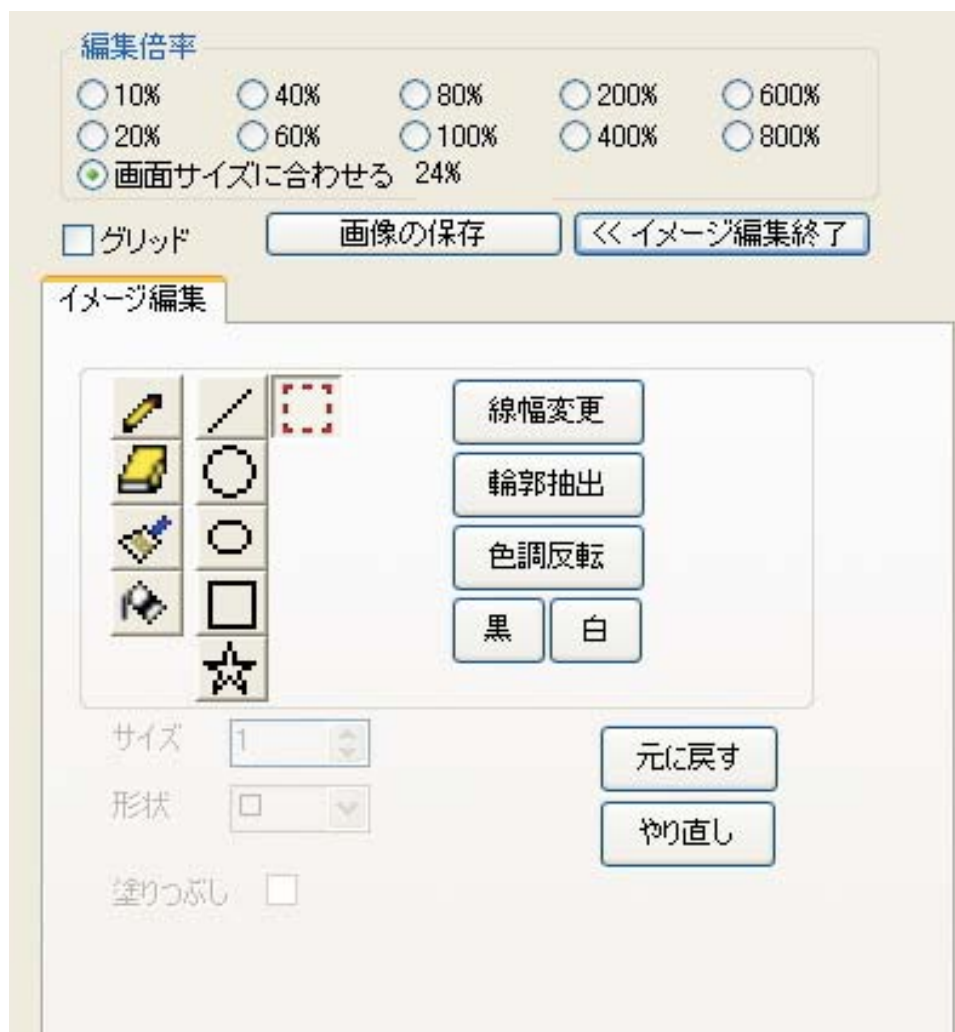 編集倍率
10% 40% 80% 200% 600%
20% 60% 100% 400% 800%
画面サイズに合わせる 24%
グリッド 画像の保存 << イメージ編集終了
イメージ編集
線幅変更
輪郭抽出
色調反転
黒 白
サイズ 1
元に戻す
形状
やり直し
塗りつぶし